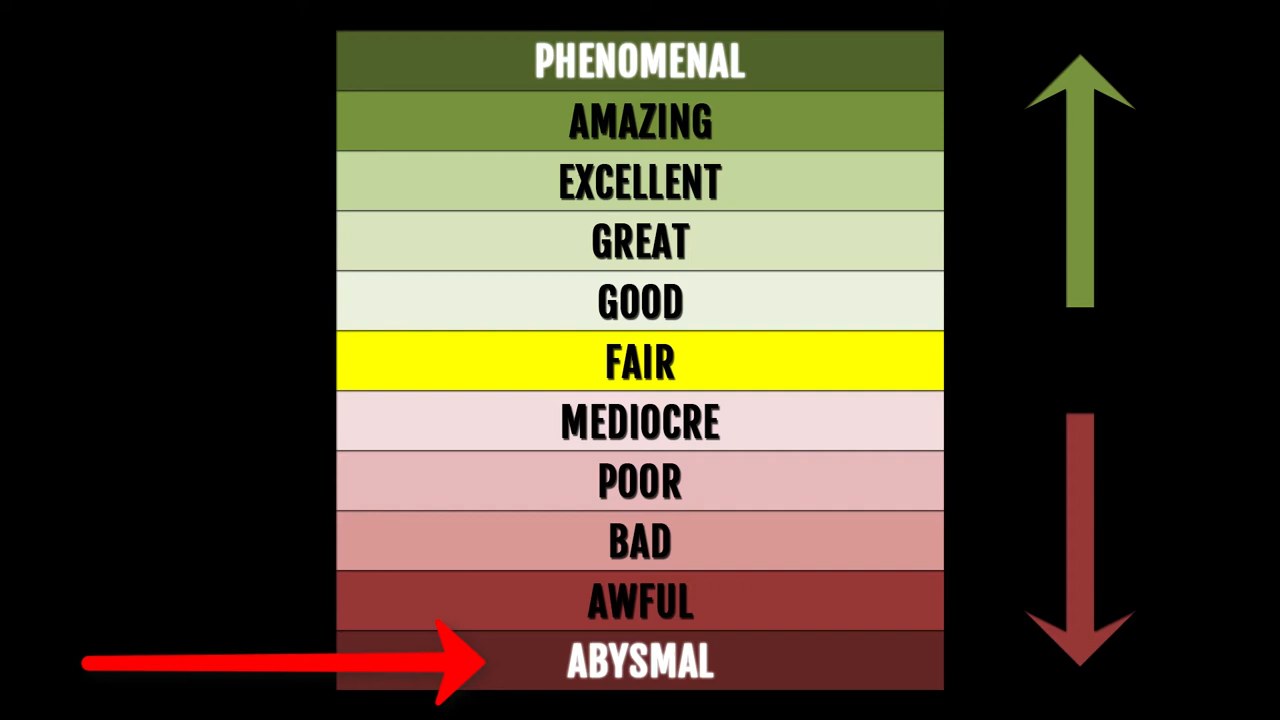 PHENOMENAL
AMAZING
EXCELLENT
GREAT
GOOD
FAIR
MEDIOCRE
POOR
BAD
AWFUL
ABYSMAL